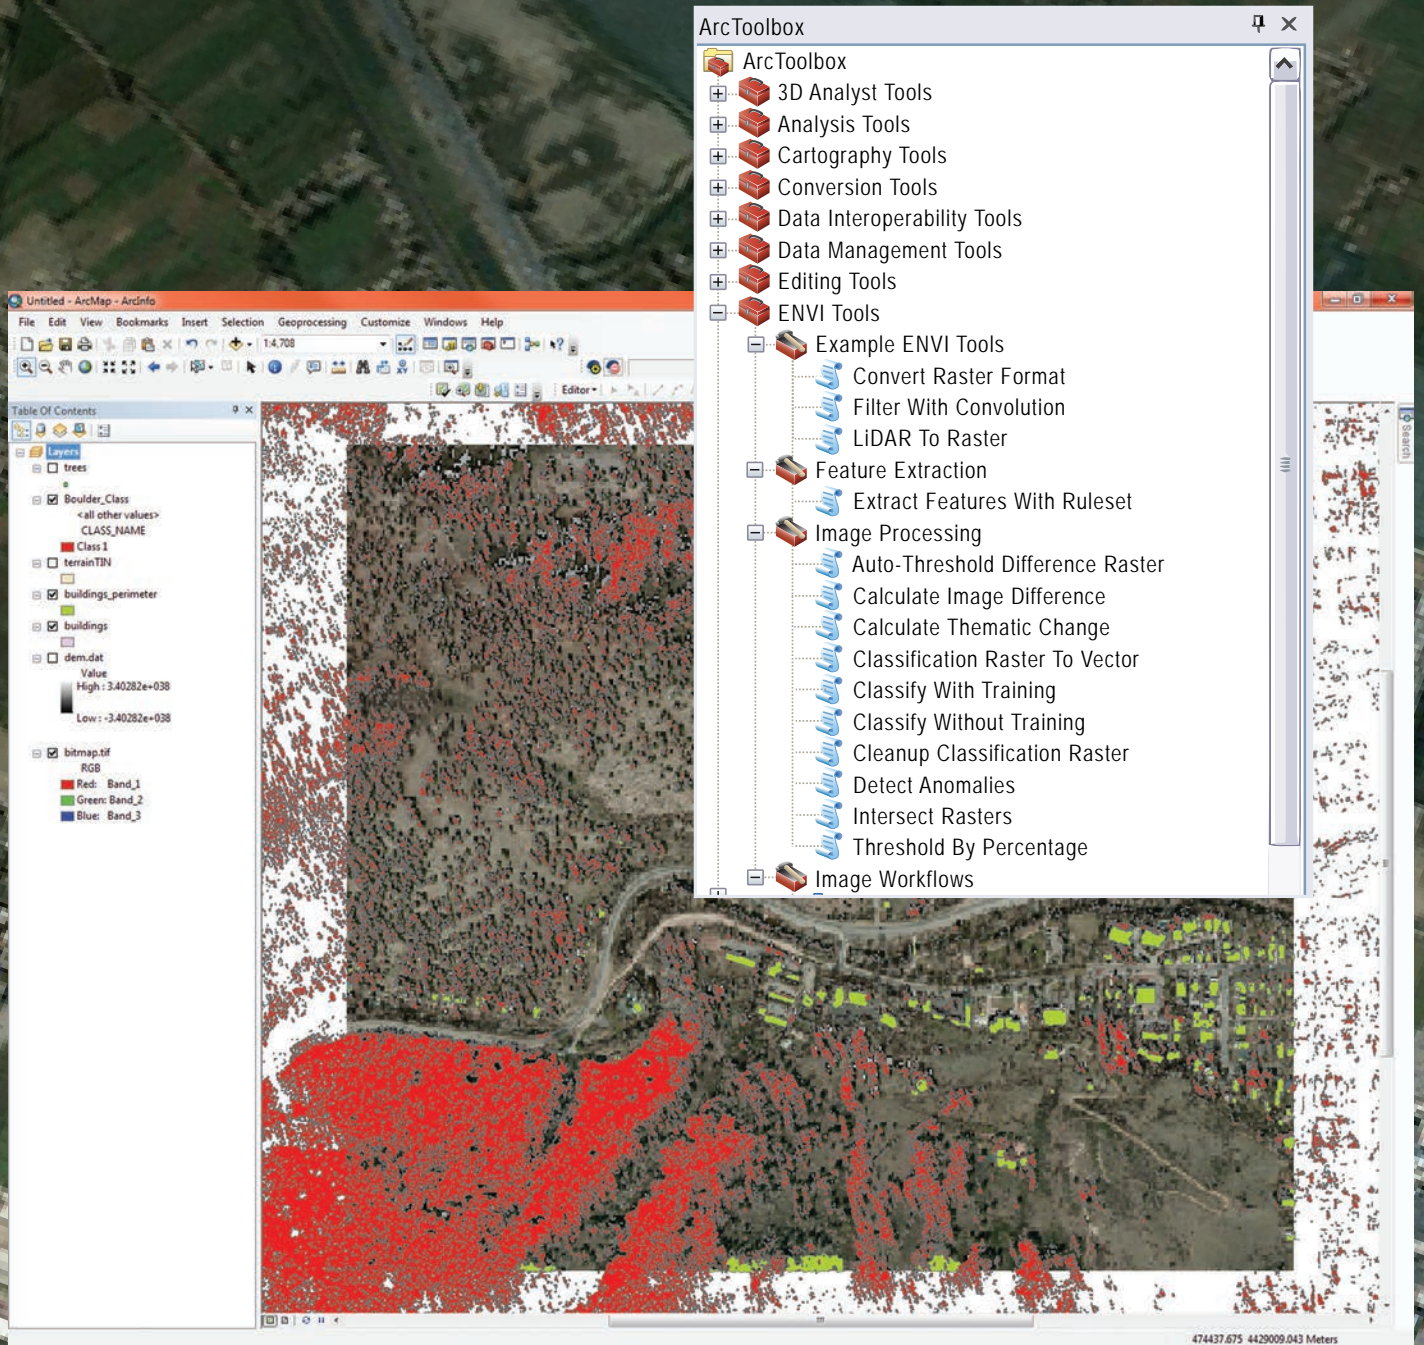 ArcToolbox
ArcToolbox
3D Analyst Tools
Analysis Tools
Cartography Tools
Conversion Tools
Data Interoperability Tools
Data Management Tools
Editing Tools
ENVI Tools
Example ENVI Tools
Convert Raster Format
Filter With Convolution
LiDAR To Raster
Feature Extraction
Extract Features With Ruleset
Image Processing
Auto-Threshold Difference Raster
Calculate Image Difference
Calculate Thematic Change
Classification Raster To Vector
Classify With Training
Classify Without Training
Cleanup Classification Raster
Detect Anomalies
Intersect Rasters
Threshold By Percentage
Image Workflows
Untitled - ArcMap - ArcInfo
File Edit View Bookmarks Insert Selection Geoprocessing Customize Windows Help
1:4,708
Editor
Table Of Contents
Layers
trees
Boulder_Class
<all other values>
CLASS_NAME
Class 1
terrainTIN
buildings_perimeter
buildings
dem.dat
Value
High : 3.40282e+038
Low : -3.40282e+038
bitmap.tif
RGB
Red: Band_1
Green: Band_2
Blue: Band_3
Search
474437.675 4429009.043 Meters